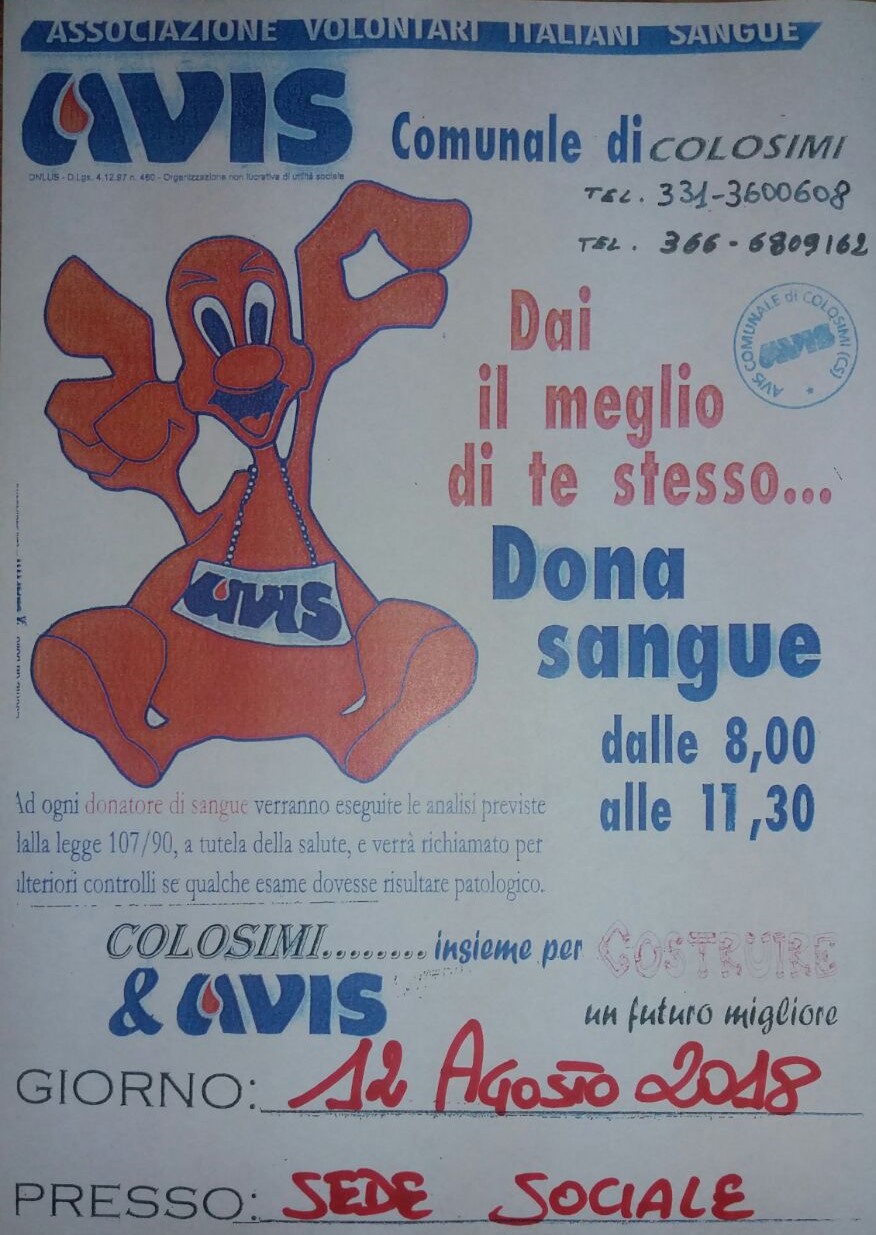 ASSOCIAZIONE VOLONTARI ITALIANI SANGUE
AVIS
ONLUS - D.Lgs. 4.12.97 n. 460 - Organizzazione non lucrativa di utilità sociale
Comunale di COLOSIMI
TEL. 331-3600608
TEL. 366-6809162
AVIS COMUNALE di COLOSIMI (CS)
AVIS
Dai
il meglio
di te stesso...
Dona
sangue
AVIS
dalle 8,00
alle 11,30
Ad ogni donatore di sangue verranno eseguite le analisi previste
dalla legge 107/90, a tutela della salute, e verrà richiamato per
ulteriori controlli se qualche esame dovesse risultare patologico.
COLOSIMI........ insieme per COSTRUIRE
& AVIS
un futuro migliore
GIORNO: 12 AGOSTO 2018
PRESSO: SEDE SOCIALE